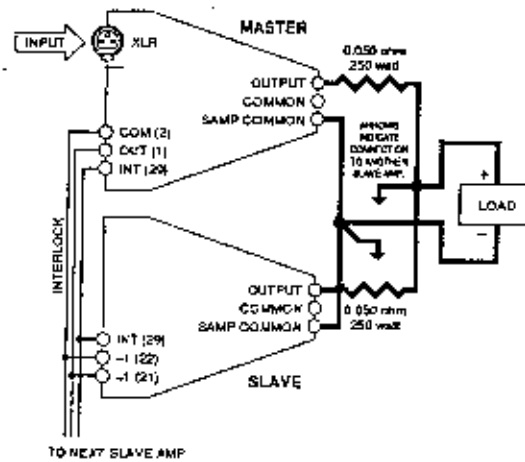 MASTER
INPUT
XLR
0.050 ohm
250 watt
OUTPUT
COMMON
SAMP COMMON
ARROWS
INDICATE
CONNECTION
TO ANOTHER
SLAVE AMP.
COM (2)
OUT (1)
INT (29)
+
LOAD
−
INTERLOCK
OUTPUT
COMMON
SAMP COMMON
0.050 ohm
250 watt
INT (29)
–1 (22)
–1 (21)
SLAVE
TO NEXT SLAVE AMP